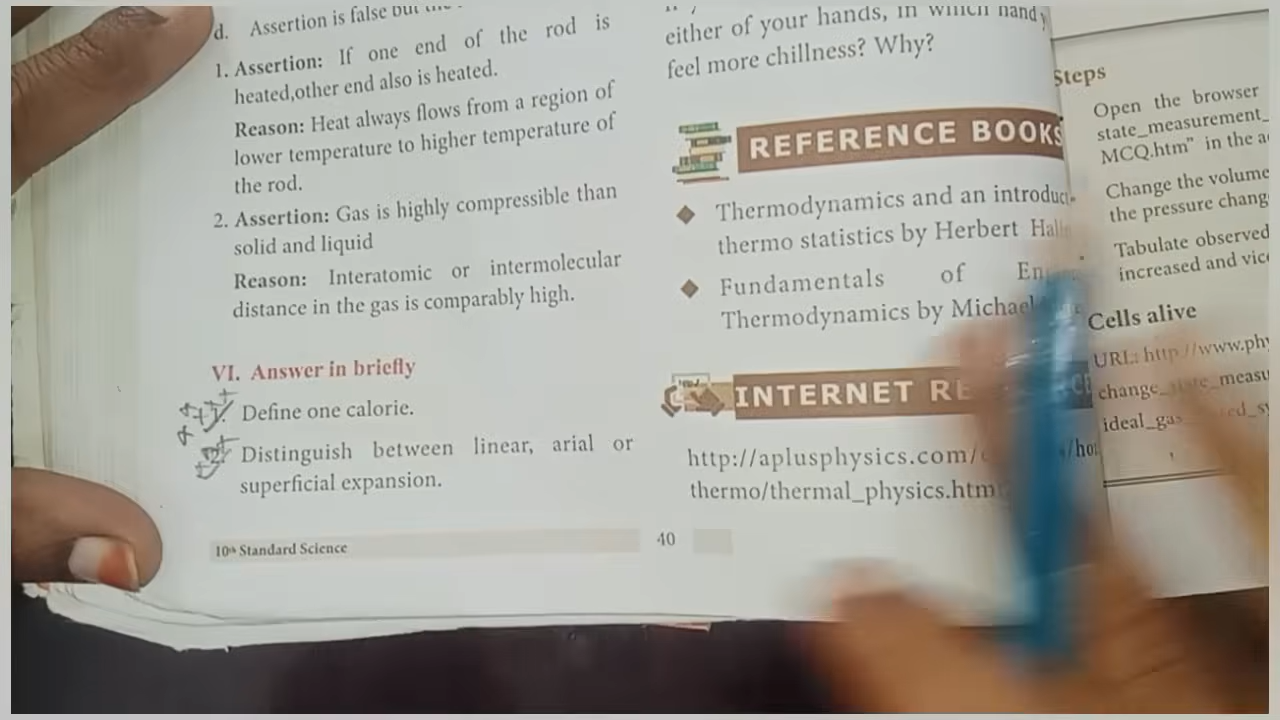 d. Assertion is false but the
1. Assertion: If one end of the rod is
heated,other end also is heated.
Reason: Heat always flows from a region of
lower temperature to higher temperature of
the rod.
2. Assertion: Gas is highly compressible than
solid and liquid
Reason: Interatomic or intermolecular
distance in the gas is comparably high.
VI. Answer in briefly
Define one calorie.
Distinguish between linear, arial or
superficial expansion.
10th Standard Science
40
either of your hands, in which hand
feel more chillness? Why?
REFERENCE BOOKS
Thermodynamics and an introduc
thermo statistics by Herbert
Fundamentals of
Thermodynamics by Michael
INTERNET
http://aplusphysics.com/
thermo/thermal_physics.htm
Steps
Open the browser
state_measurement_
MCQ.htm" in the
Change the volume
the pressure chang
Tabulate observed
increased and vic
Cells alive
URL: http://www.phy
change_state_measu
ideal_gas